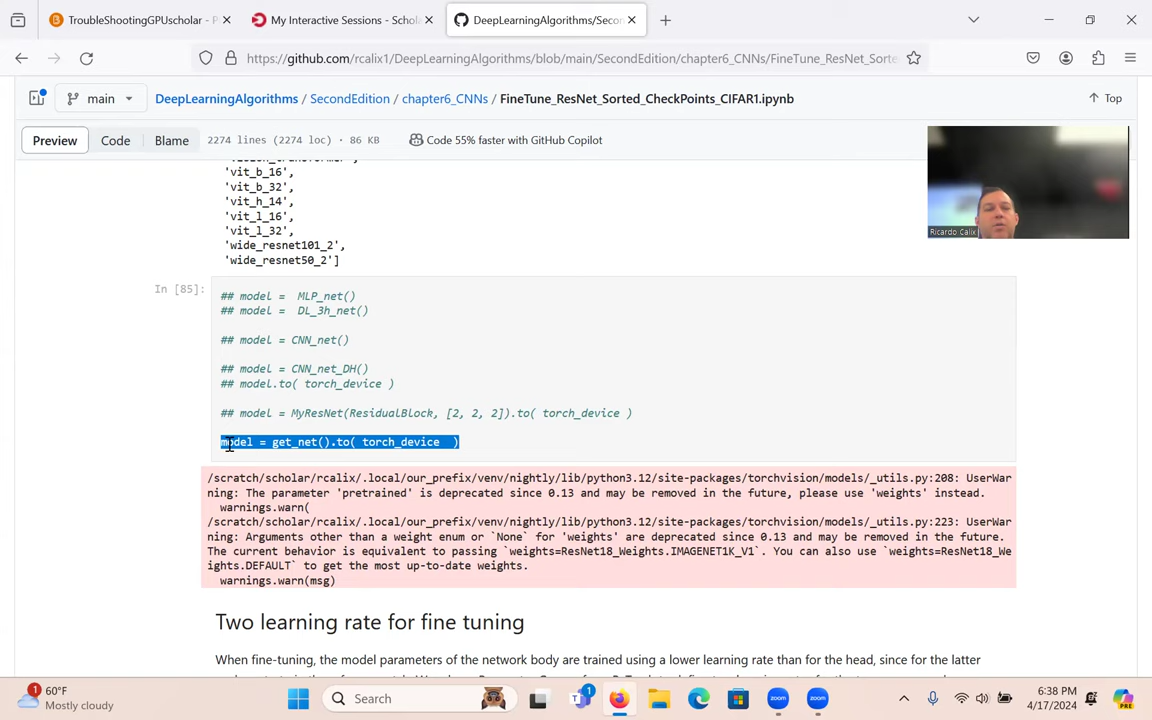 TroubleShootingGPUscholar - P
My Interactive Sessions - Schol
DeepLearningAlgorithms/Secon
https://github.com/rcalix1/DeepLearningAlgorithms/blob/main/SecondEdition/chapter6_CNNs/FineTune_ResNet_Sorte
main
DeepLearningAlgorithms / SecondEdition / chapter6_CNNs / FineTune_ResNet_Sorted_CheckPoints_CIFAR1.ipynb
Top
Preview
Code
Blame
2274 lines (2274 loc) · 86 KB
Code 55% faster with GitHub Copilot
Ricardo Calix
'vision_transformer',
'vit_b_16',
'vit_b_32',
'vit_h_14',
'vit_l_16',
'vit_l_32',
'wide_resnet101_2',
'wide_resnet50_2']
In [85]:
## model =  MLP_net()
## model =  DL_3h_net()
## model = CNN_net()
## model = CNN_net_DH()
## model.to( torch_device )
## model = MyResNet(ResidualBlock, [2, 2, 2]).to( torch_device )
model = get_net().to( torch_device  )
/scratch/scholar/rcalix/.local/our_prefix/venv/nightly/lib/python3.12/site-packages/torchvision/models/_utils.py:208: UserWar
ning: The parameter 'pretrained' is deprecated since 0.13 and may be removed in the future, please use 'weights' instead.
warnings.warn(
/scratch/scholar/rcalix/.local/our_prefix/venv/nightly/lib/python3.12/site-packages/torchvision/models/_utils.py:223: UserWar
ning: Arguments other than a weight enum or `None` for 'weights' are deprecated since 0.13 and may be removed in the future.
The current behavior is equivalent to passing `weights=ResNet18_Weights.IMAGENET1K_V1`. You can also use `weights=ResNet18_We
ights.DEFAULT` to get the most up-to-date weights.
warnings.warn(msg)
Two learning rate for fine tuning
When fine-tuning, the model parameters of the network body are trained using a lower learning rate than for the head, since for the latter
1
60°F
Mostly cloudy
Search
1
6:38 PM
4/17/2024
PRE